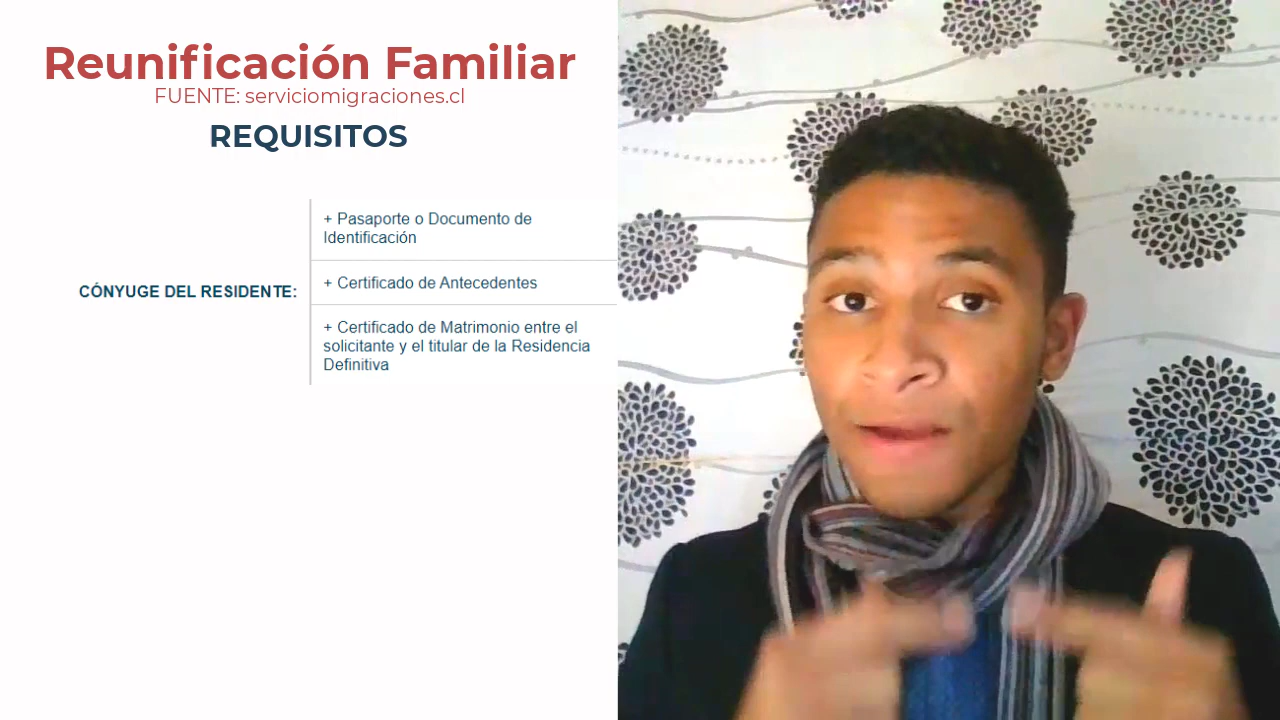 Reunificación Familiar
FUENTE: serviciomigraciones.cl
REQUISITOS
CÓNYUGE DEL RESIDENTE:
+ Pasaporte o Documento de
Identificación
+ Certificado de Antecedentes
+ Certificado de Matrimonio entre el
solicitante y el titular de la Residencia
Definitiva